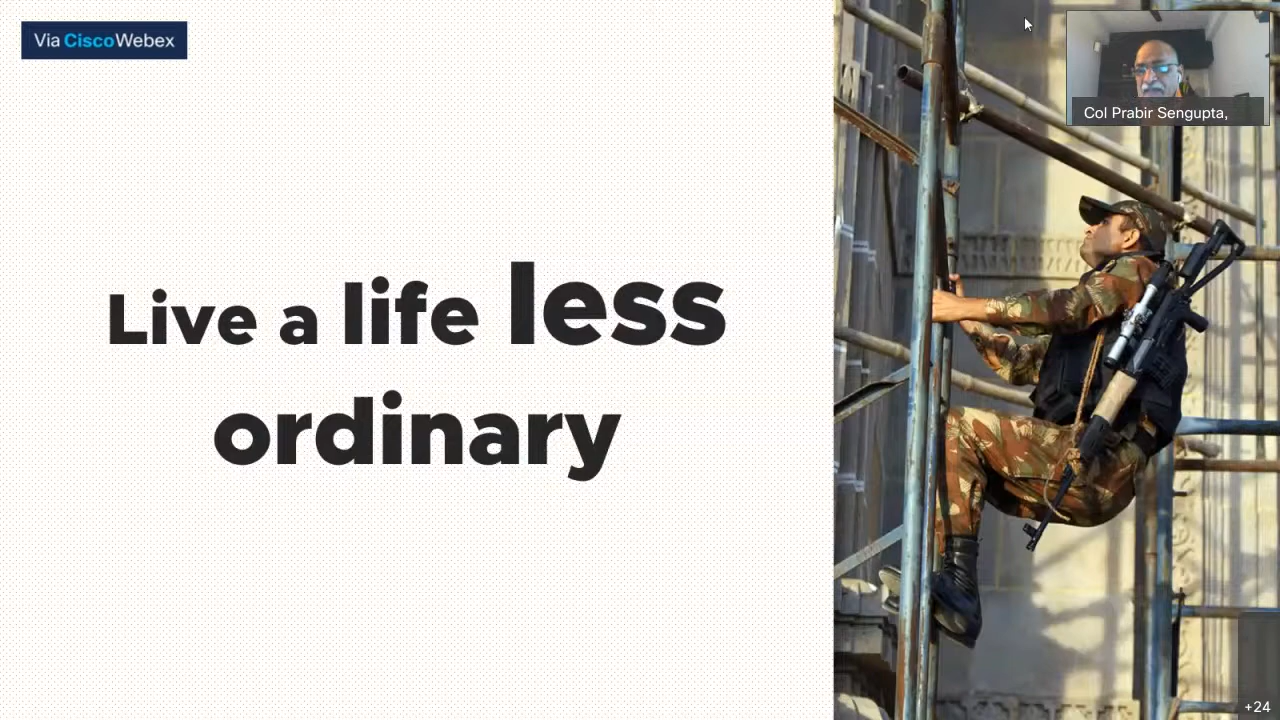 Via CiscoWebex
Col Prabir Sengupta,
Live a life less
ordinary
+24